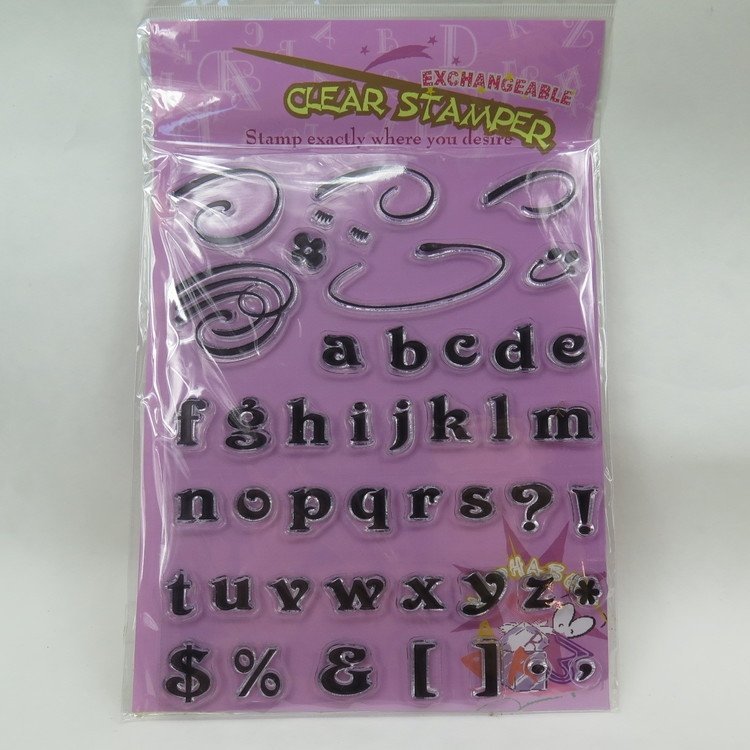 EXCHANGEABLE
CLEAR STAMPER
Stamp exactly where you desire
a b c d e
f g h i j k l m
n o p q r s ? !
t u v w x y z *
$ % & [ ] . ,